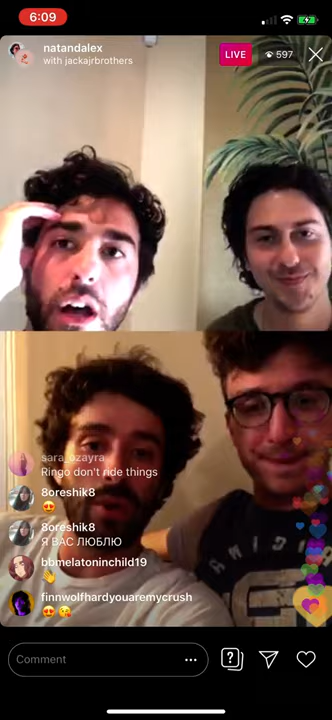 6:09
natandalex
with jackajrbrothers
LIVE
597
sara_ozayra
Ringo don't ride things
8oreshik8
😍
8oreshik8
Я ВАС ЛЮБЛЮ
bbmelatoninchild19
👋
finnwolfhardyouaremycrush
😍😘
Comment